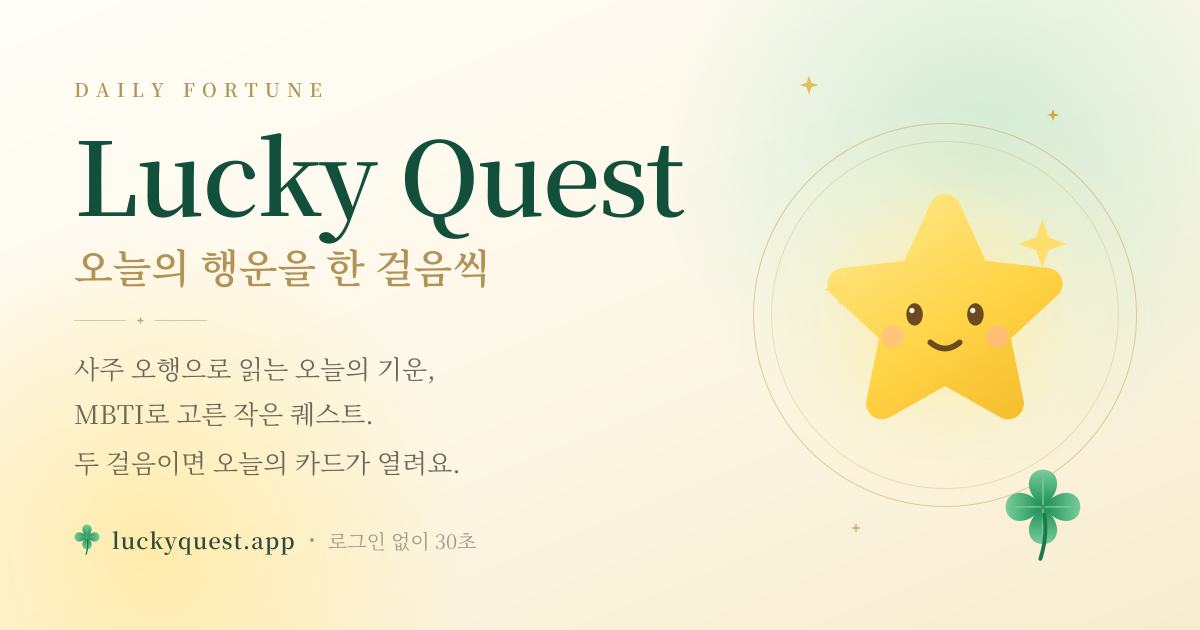 DAILY FORTUNE
Lucky Quest
오늘의 행운을 한 걸음씩
사주 오행으로 읽는 오늘의 기운,
MBTI로 고른 작은 퀘스트.
두 걸음이면 오늘의 카드가 열려요.
luckyquest.app • 로그인 없이 30초